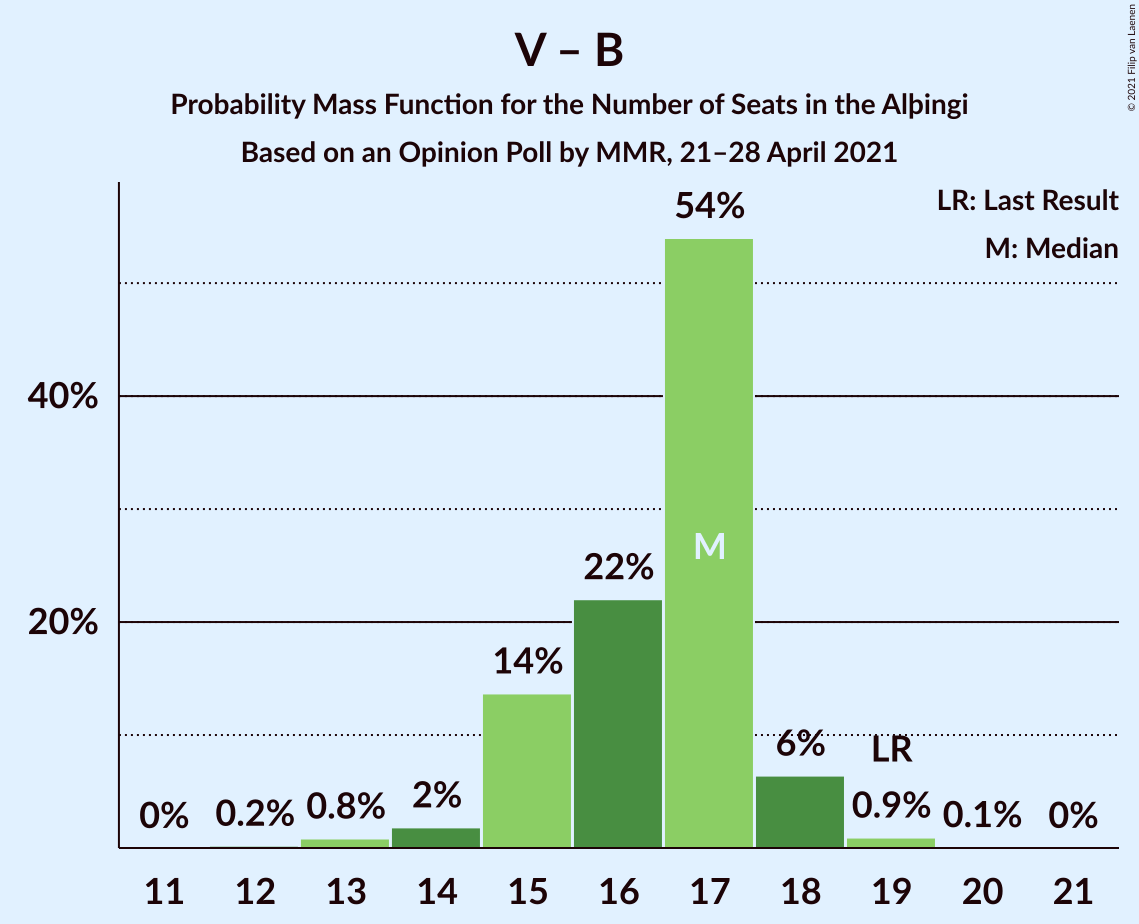 V – B
Probability Mass Function for the Number of Seats in the Alþingi
Based on an Opinion Poll by MMR, 21–28 April 2021
© 2021 Filip van Laenen
LR: Last Result
M: Median
40%
20%
0%
0.2%
0.8%
2%
14%
22%
54%
M
6%
LR
0.9%
0.1%
0%
11 12 13 14 15 16 17 18 19 20 21